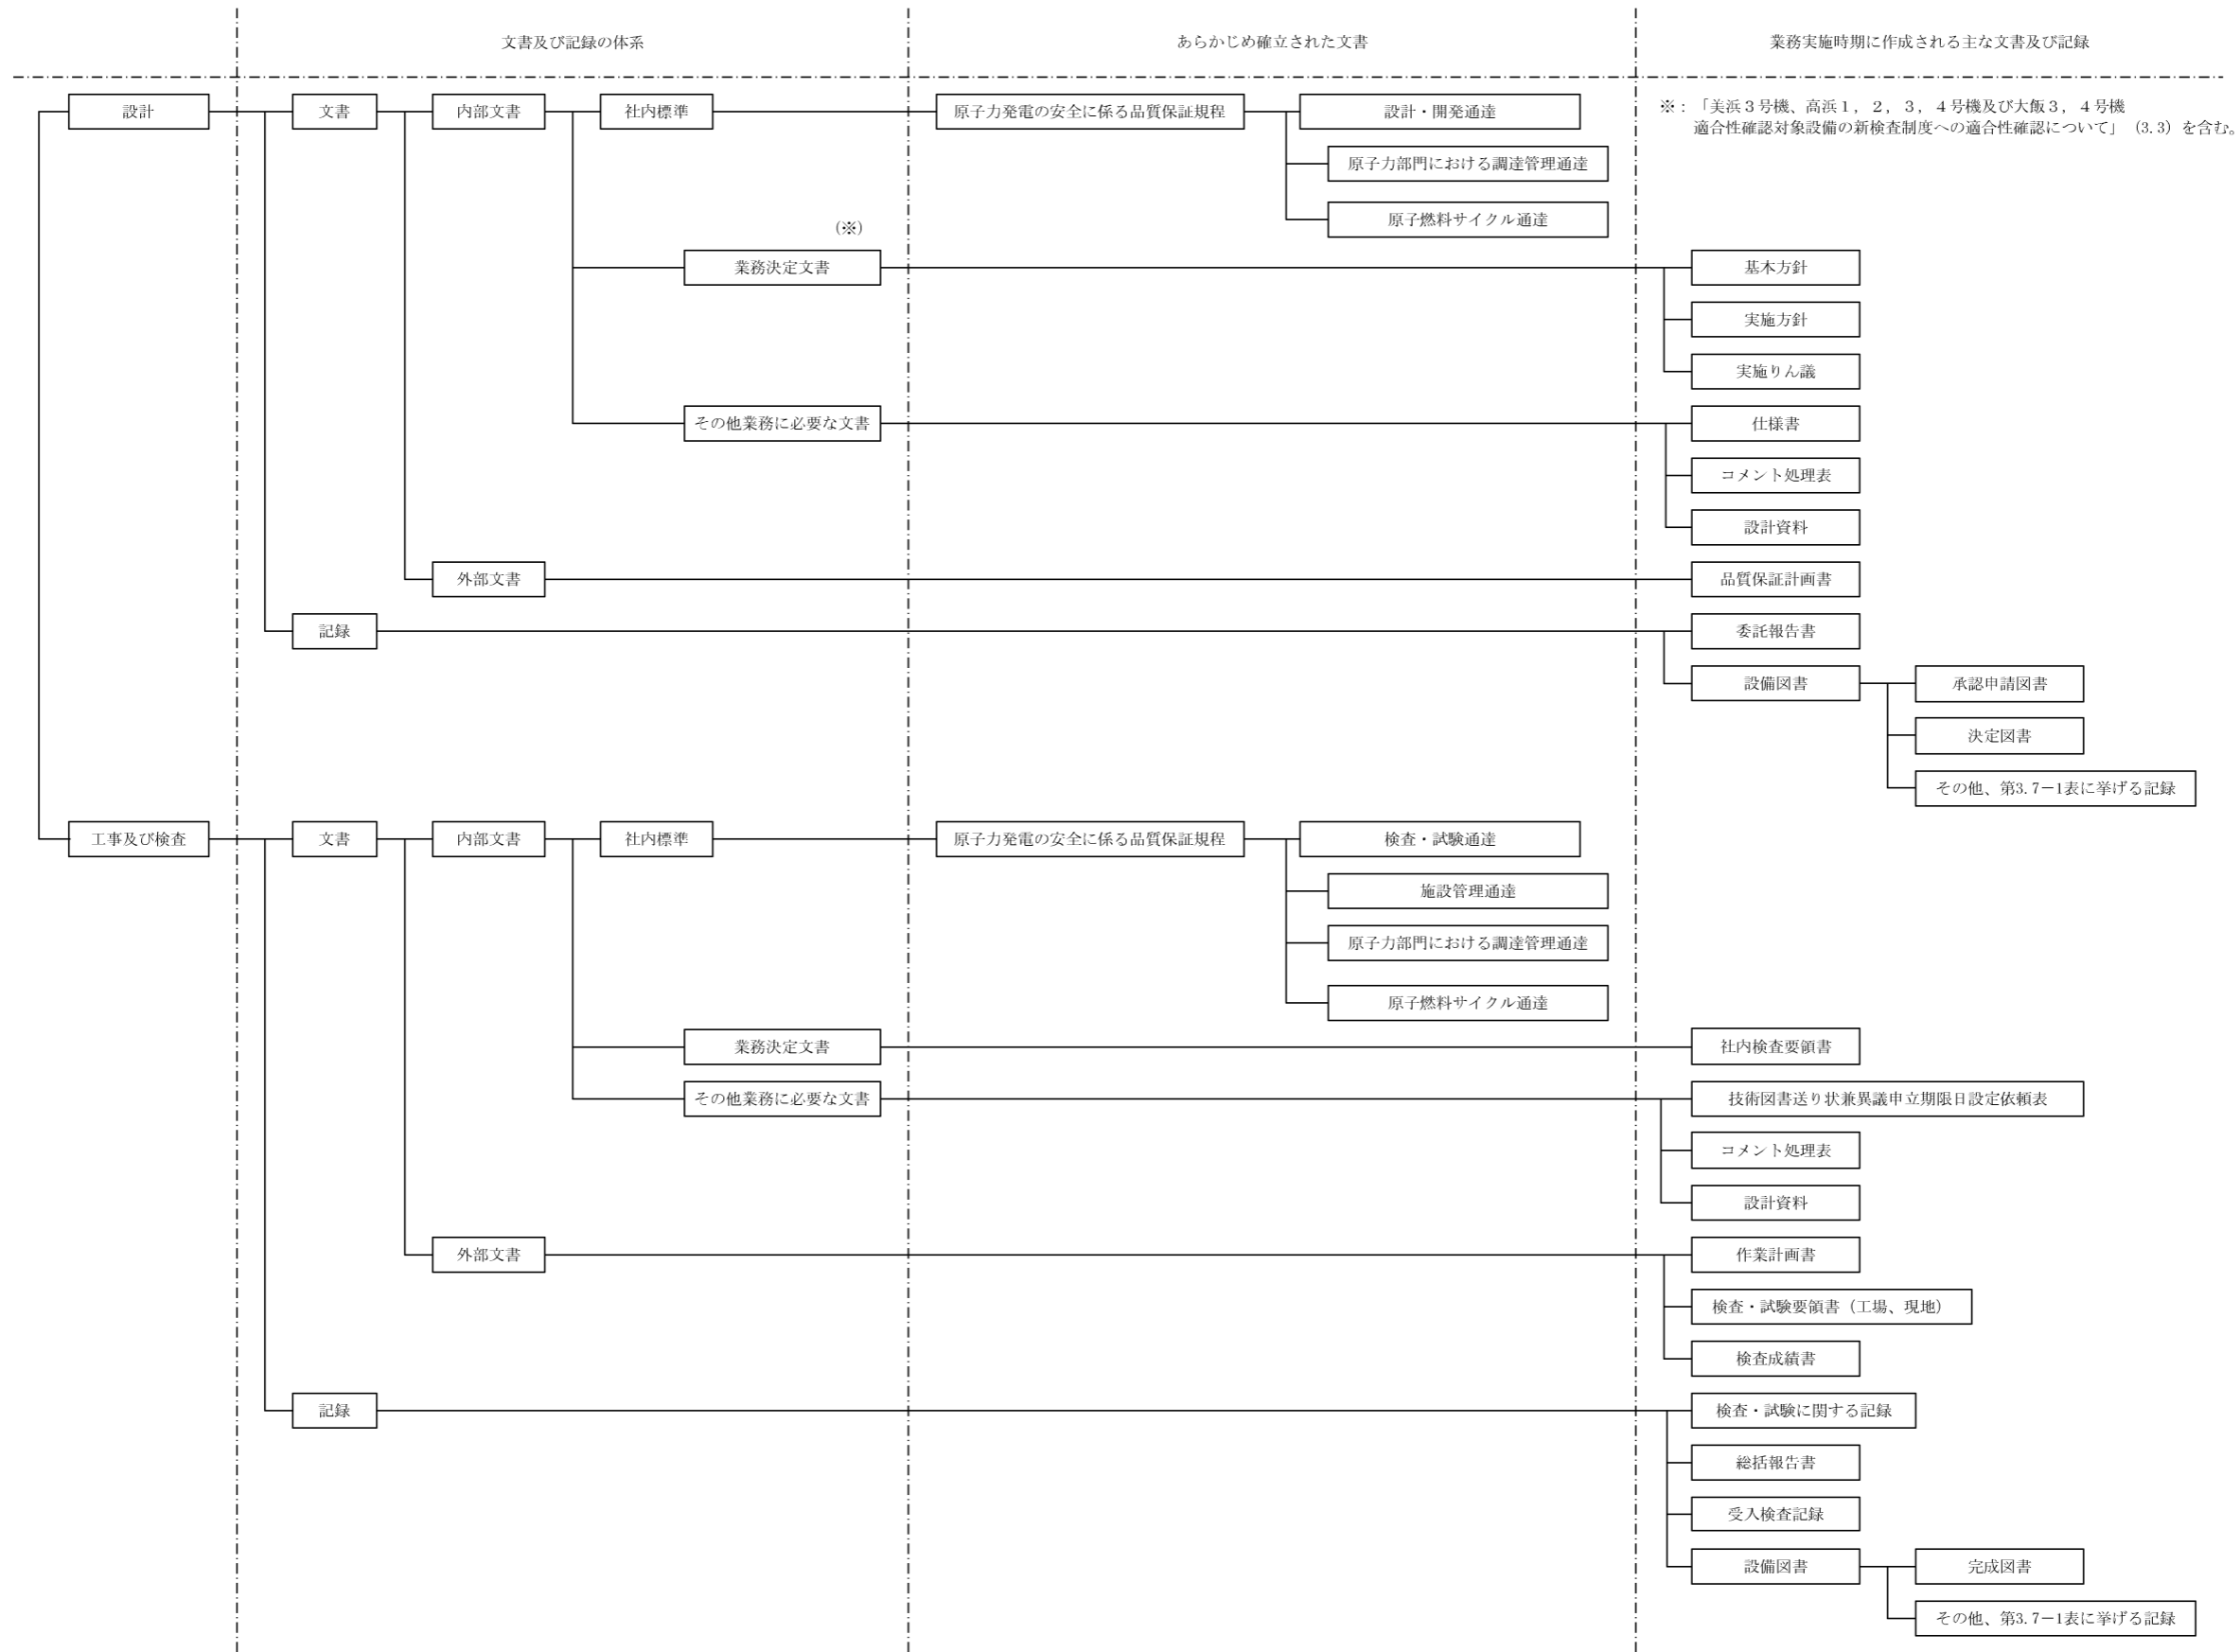 文書及び記録の体系
あらかじめ確立された文書
業務実施時期に作成される主な文書及び記録
設計
文書
内部文書
社内標準
原子力発電の安全に係る品質保証規程
設計・開発通達
※：「美浜３号機、高浜１，２，３，４号機及び大飯３，４号機
適合性確認対象設備の新検査制度への適合性確認について」（3.3）を含む。
原子力部門における調達管理通達
原子燃料サイクル通達
(※)
業務決定文書
基本方針
実施方針
実施りん議
その他業務に必要な文書
仕様書
コメント処理表
設計資料
外部文書
品質保証計画書
記録
委託報告書
設備図書
承認申請図書
決定図書
その他、第3.7－1表に挙げる記録
工事及び検査
文書
内部文書
社内標準
原子力発電の安全に係る品質保証規程
検査・試験通達
施設管理通達
原子力部門における調達管理通達
原子燃料サイクル通達
業務決定文書
社内検査要領書
その他業務に必要な文書
技術図書送り状兼異議申立期限日設定依頼表
コメント処理表
設計資料
外部文書
作業計画書
検査・試験要領書（工場、現地）
検査成績書
記録
検査・試験に関する記録
総括報告書
受入検査記録
設備図書
完成図書
その他、第3.7－1表に挙げる記録